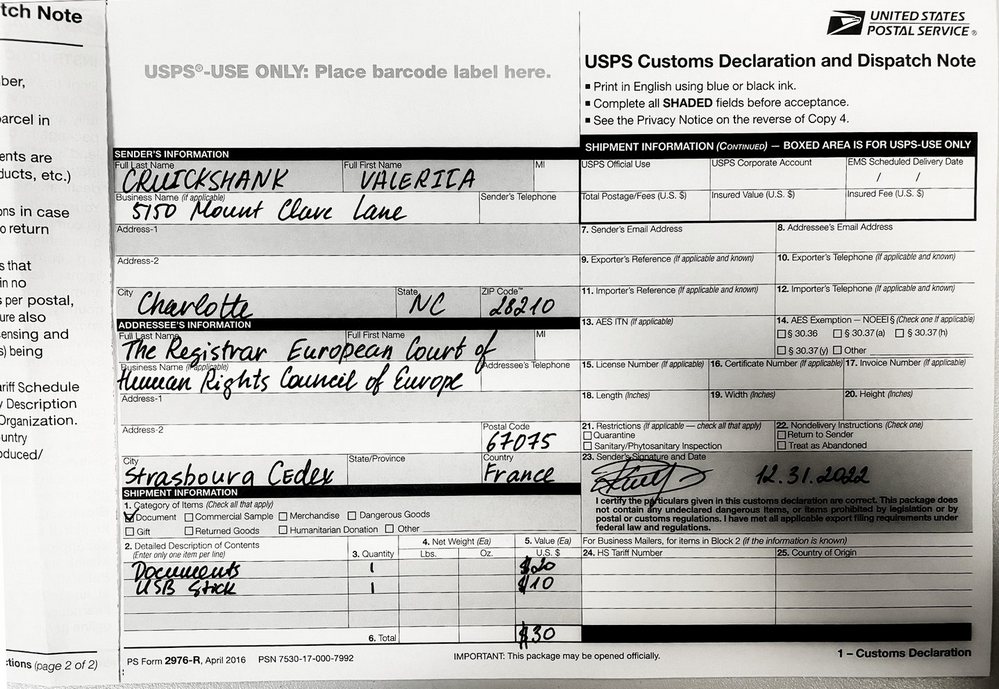 tch Note
ber,
arcel in
ents are
ducts, etc.)
ons in case
o return
s that
in no
s per postal,
ure also
ensing and
s) being
riff Schedule
y Description
Organization.
untry
oduced/
ctions (page 2 of 2)
UNITED STATES
POSTAL SERVICE®
USPS®-USE ONLY: Place barcode label here.
USPS Customs Declaration and Dispatch Note
■ Print in English using blue or black ink.
■ Complete all SHADED fields before acceptance.
■ See the Privacy Notice on the reverse of Copy 4.
SENDER'S INFORMATION
Full Last Name Full First Name MI
CRUICKSHANK VALERIIA
Business Name (if applicable) Sender's Telephone
5150 Mount Clare Lane
Address-1
Address-2
City State ZIP Code™
Charlotte NC 28210
ADDRESSEE'S INFORMATION
Full Last Name Full First Name MI
The Registrar European Court of
Business Name (if applicable) Addressee's Telephone
Human Rights Council of Europe
Address-1
Address-2 Postal Code
67075
City State/Province Country
Strasbourg Cedex France
SHIPMENT INFORMATION
1. Category of Items (Check all that apply)
Document Commercial Sample Merchandise Dangerous Goods
Gift Returned Goods Humanitarian Donation Other
2. Detailed Description of Contents
(Enter only one item per line)
3. Quantity 4. Net Weight (Ea) 5. Value (Ea)
Lbs. Oz. U.S. $
Documents 1 $20
USB Stick 1 $10
6. Total $30
SHIPMENT INFORMATION (CONTINUED) — BOXED AREA IS FOR USPS-USE ONLY
USPS Official Use USPS Corporate Account EMS Scheduled Delivery Date
/ /
Total Postage/Fees (U.S. $) Insured Value (U.S. $) Insured Fee (U.S. $)
7. Sender's Email Address 8. Addressee's Email Address
9. Exporter's Reference (If applicable and known) 10. Exporter's Telephone (If applicable and known)
11. Importer's Reference (If applicable and known) 12. Importer's Telephone (If applicable and known)
13. AES ITN (If applicable) 14. AES Exemption — NOEEI § (Check one if applicable)
§ 30.36 § 30.37(a) § 30.37(h)
§ 30.37(y) Other
15. License Number (If applicable) 16. Certificate Number (If applicable) 17. Invoice Number (If applicable)
18. Length (Inches) 19. Width (Inches) 20. Height (Inches)
21. Restrictions (If applicable — check all that apply) 22. Nondelivery Instructions (Check one)
Quarantine Return to Sender
Sanitary/Phytosanitary Inspection Treat as Abandoned
23. Sender's Signature and Date
12.31.2022
I certify the particulars given in this customs declaration are correct. This package does
not contain any undeclared dangerous items, or items prohibited by legislation or by
postal or customs regulations. I have met all applicable export filing requirements under
federal law and regulations.
For Business Mailers, for items in Block 2 (if the information is known)
24. HS Tariff Number 25. Country of Origin
PS Form 2976-R, April 2016 PSN 7530-17-000-7992 IMPORTANT: This package may be opened officially. 1 – Customs Declaration